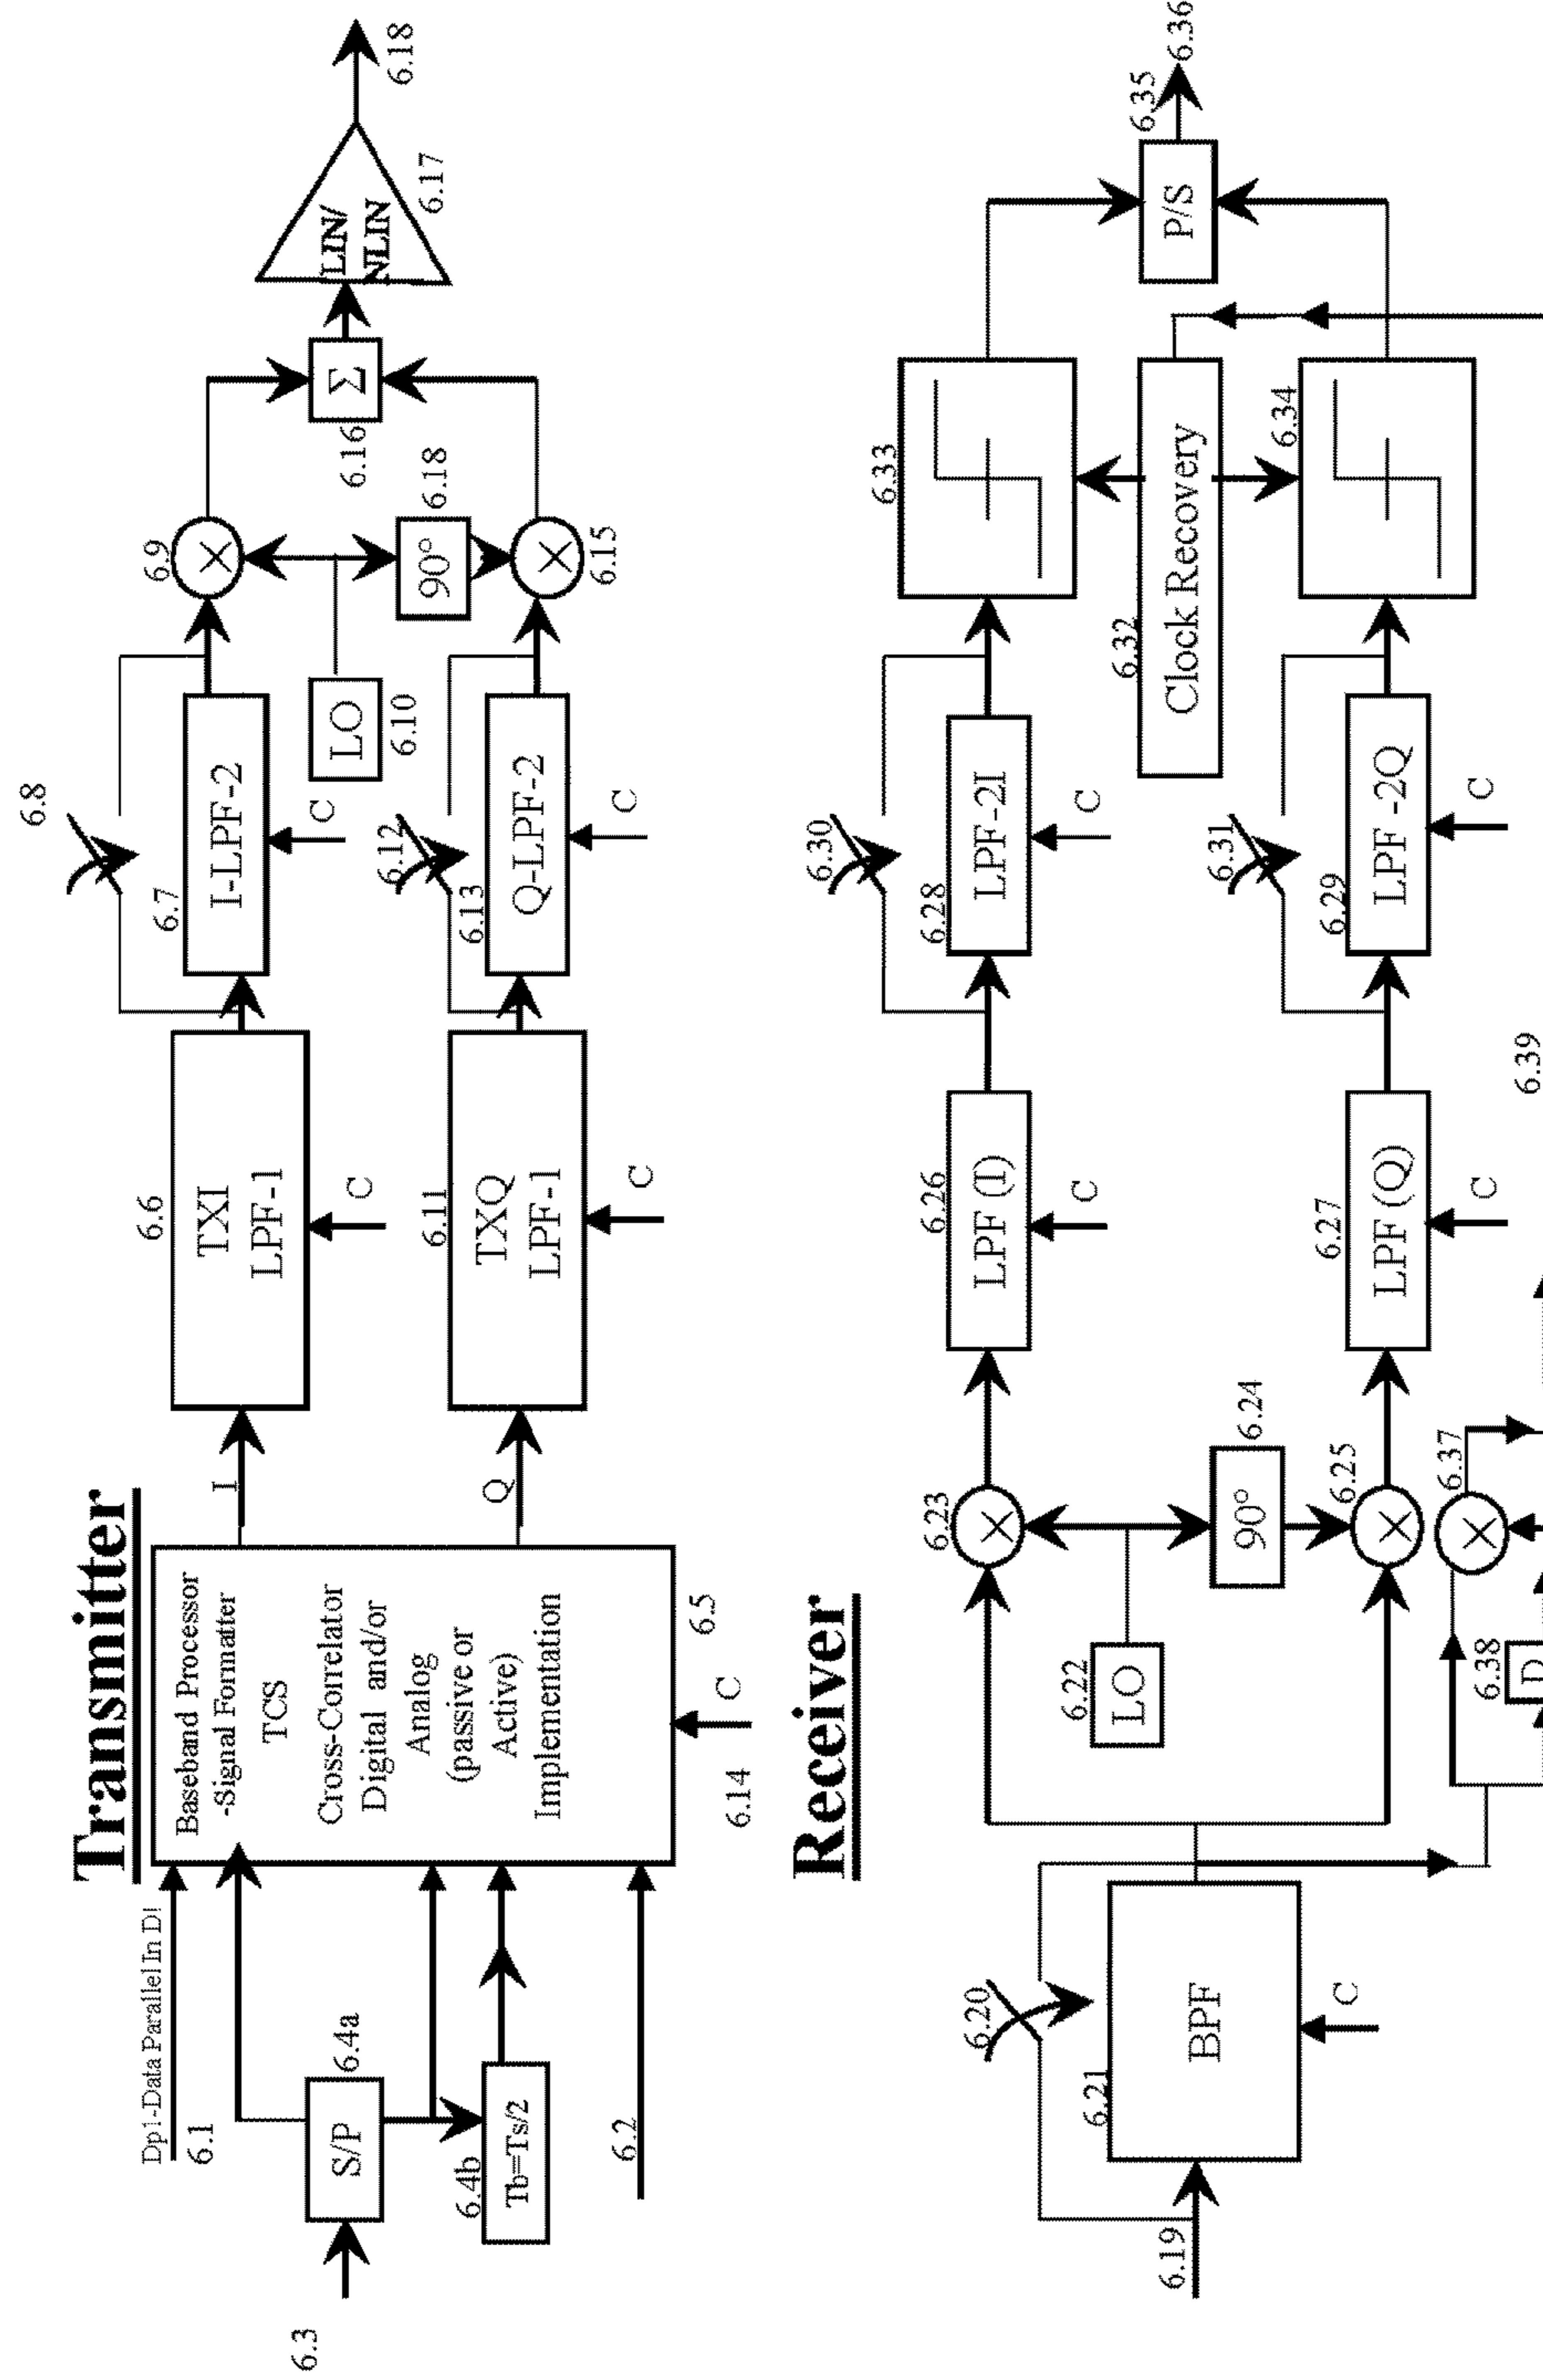 Transmitter
Dp1-Data Parallel In D!
6.1
6.3
S/P
6.4a
6.4b
Tb=Ts/2
6.2
Baseband Processor
-Signal Formatter
TCS
Cross-Correlator
Digital and/or
Analog
(passive or
Active)
Implementation
6.5
6.14
C
I
Q
6.6
TXI
LPF-1
C
6.11
TXQ
LPF-1
C
6.8
6.7
I-LPF-2
C
6.12
6.13
Q-LPF-2
C
LO
6.10
6.9
90°
6.18
6.15
6.16
Σ
LIN/
NLIN
6.17
6.18
Receiver
6.19
6.20
6.21
BPF
C
6.22
LO
6.23
90°
6.24
6.25
6.37
6.38
D
6.26
LPF (I)
C
6.27
LPF (Q)
C
6.39
6.30
6.28
LPF-2I
C
6.31
6.29
LPF -2Q
C
6.32
Clock Recovery
6.33
6.34
P/S
6.35
6.36